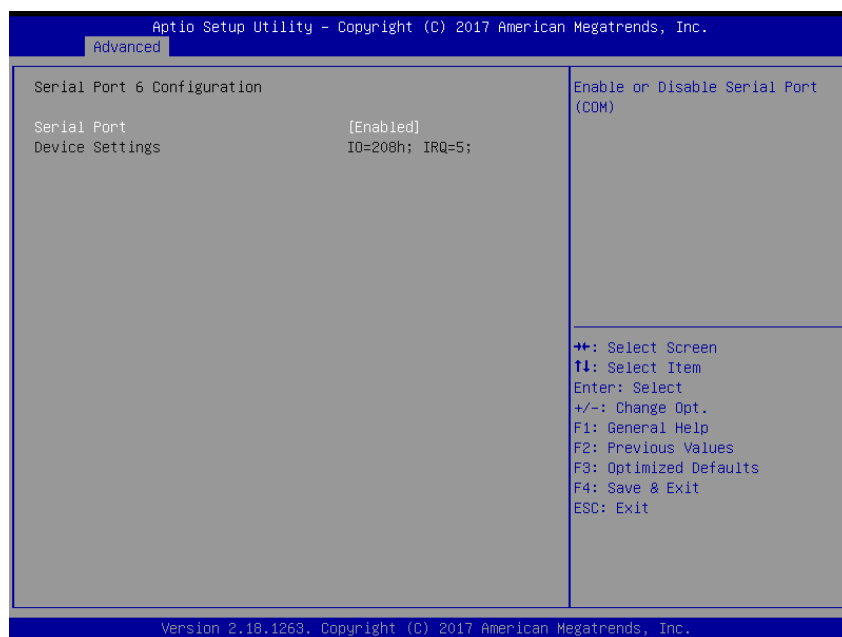 Aptio Setup Utility – Copyright (C) 2017 American Megatrends, Inc.
Advanced
Serial Port 6 Configuration
Serial Port [Enabled]
Device Settings IO=208h; IRQ=5;
Enable or Disable Serial Port
(COM)
→←: Select Screen
↑↓: Select Item
Enter: Select
+/-: Change Opt.
F1: General Help
F2: Previous Values
F3: Optimized Defaults
F4: Save & Exit
ESC: Exit
Version 2.18.1263. Copyright (C) 2017 American Megatrends, Inc.